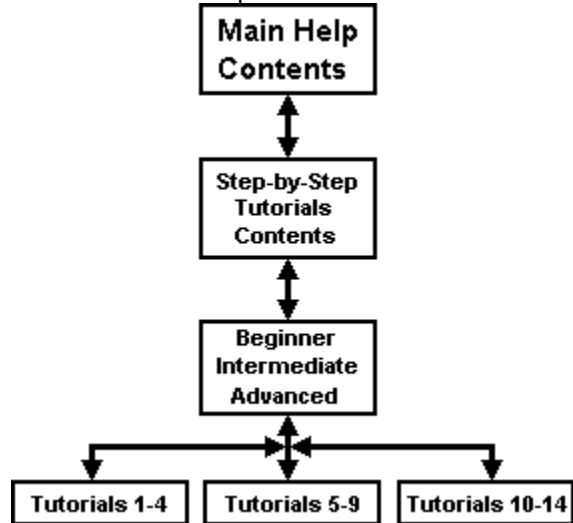 Main Help
Contents
Step-by-Step
Tutorials
Contents
Beginner
Intermediate
Advanced
Tutorials 1-4
Tutorials 5-9
Tutorials 10-14